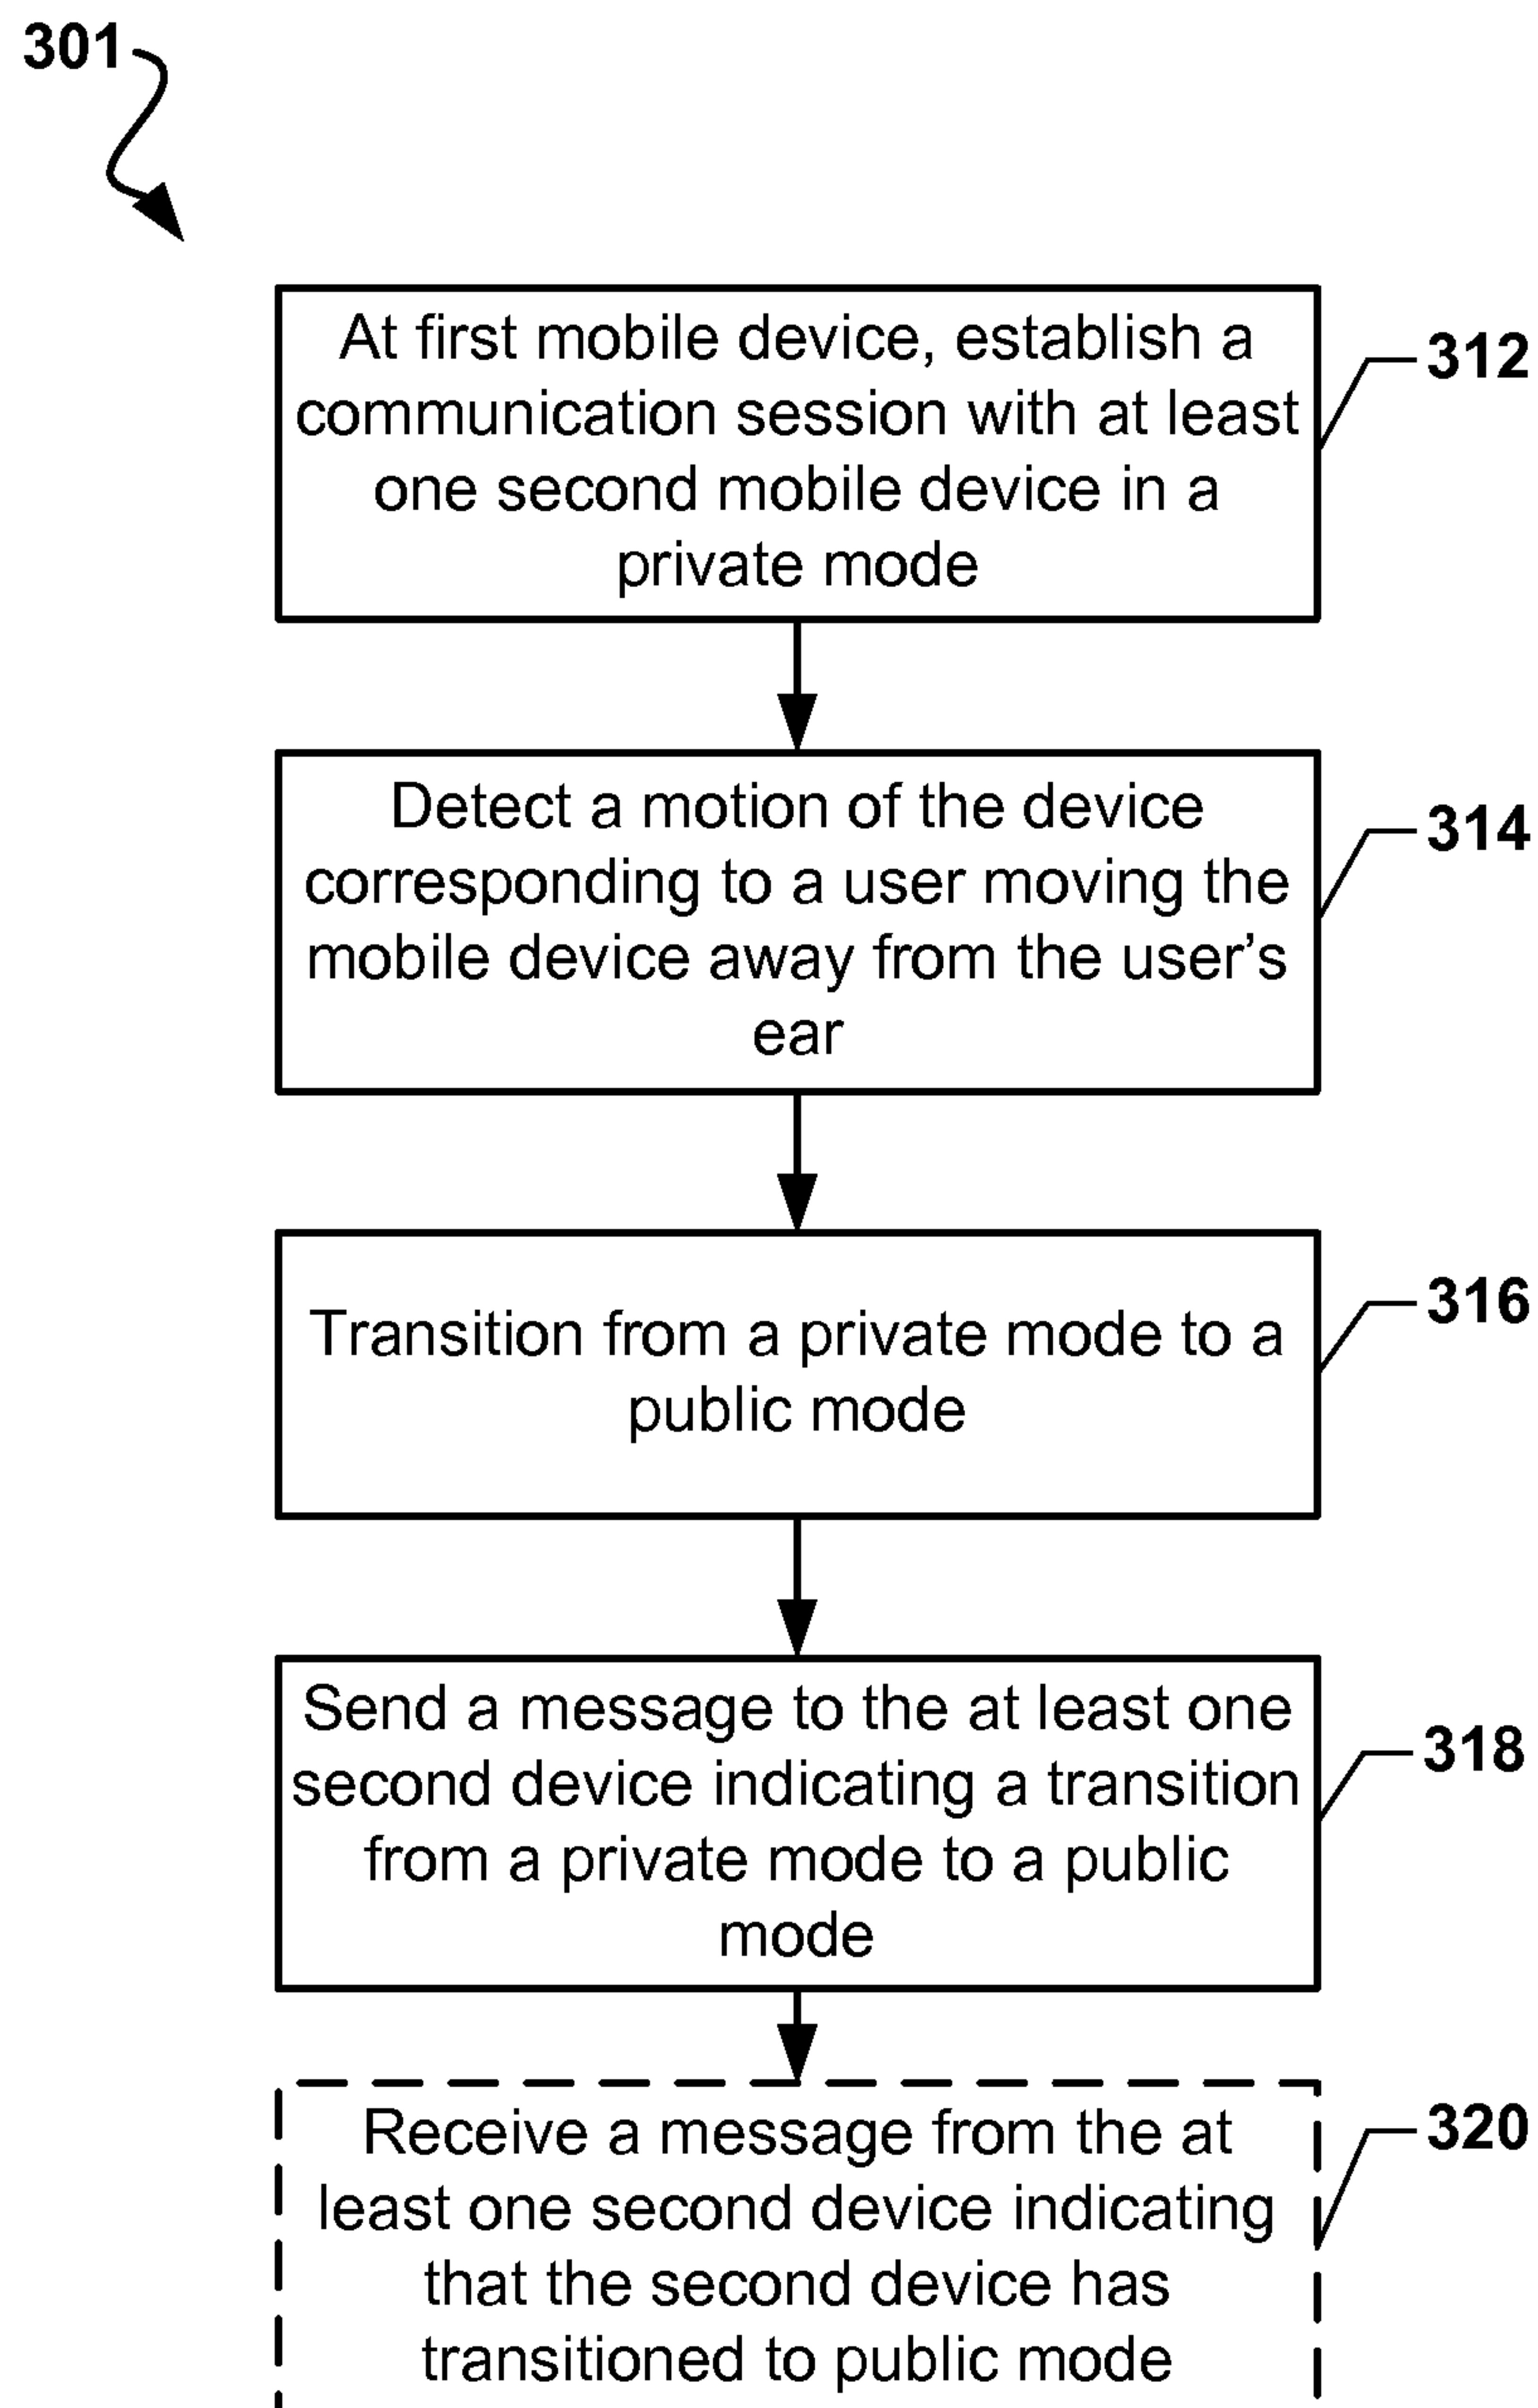 301
At first mobile device, establish a
communication session with at least
one second mobile device in a
private mode
312
Detect a motion of the device
corresponding to a user moving the
mobile device away from the user’s
ear
314
Transition from a private mode to a
public mode
316
Send a message to the at least one
second device indicating a transition
from a private mode to a public
mode
318
Receive a message from the at
least one second device indicating
that the second device has
transitioned to public mode
320